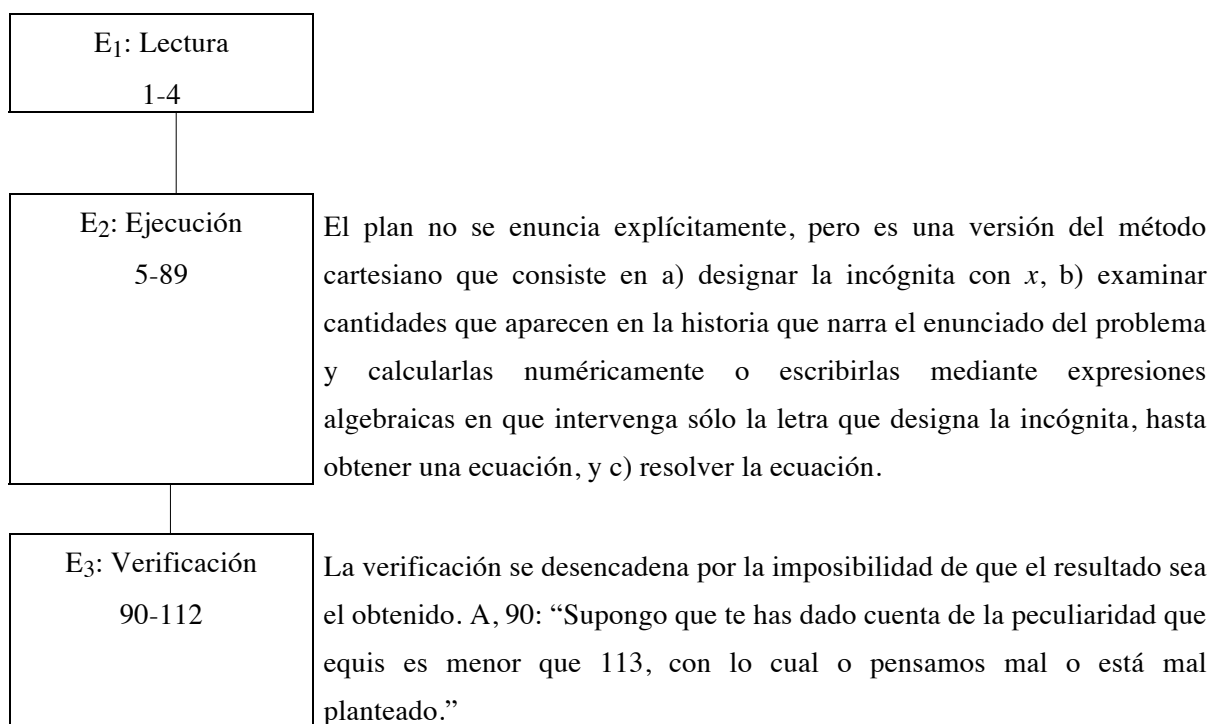 E₁: Lectura
1-4
E₂: Ejecución
5-89
El plan no se enuncia explícitamente, pero es una versión del método
cartesiano que consiste en a) designar la incógnita con x, b) examinar
cantidades que aparecen en la historia que narra el enunciado del problema
y calcularlas numéricamente o escribirlas mediante expresiones
algebraicas en que intervenga sólo la letra que designa la incógnita, hasta
obtener una ecuación, y c) resolver la ecuación.
E₃: Verificación
90-112
La verificación se desencadena por la imposibilidad de que el resultado sea
el obtenido. A, 90: “Supongo que te has dado cuenta de la peculiaridad que
equis es menor que 113, con lo cual o pensamos mal o está mal
planteado.”